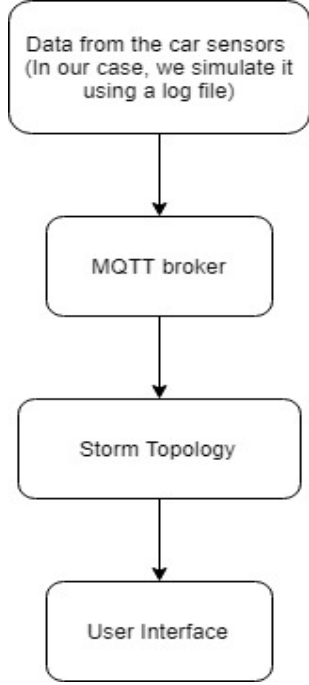 Data from the car sensors
(In our case, we simulate it
using a log file)
MQTT broker
Storm Topology
User Interface